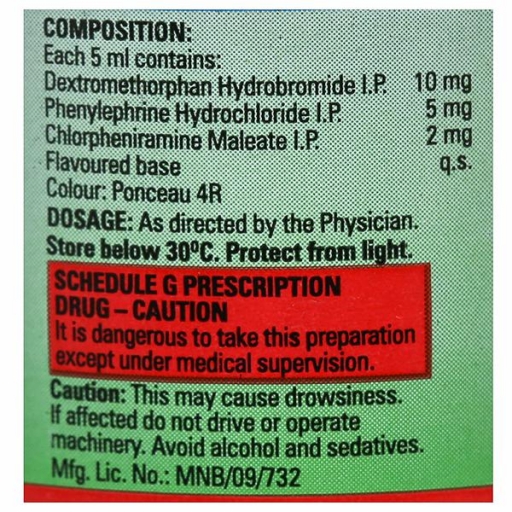 COMPOSITION:
Each 5 ml contains:
Dextromethorphan Hydrobromide I.P. 10 mg
Phenylephrine Hydrochloride I.P. 5 mg
Chlorpheniramine Maleate I.P. 2 mg
Flavoured base q.s.
Colour: Ponceau 4R
DOSAGE: As directed by the Physician.
Store below 30ºC. Protect from light.
SCHEDULE G PRESCRIPTION
DRUG – CAUTION
It is dangerous to take this preparation
except under medical supervision.
Caution: This may cause drowsiness.
If affected do not drive or operate
machinery. Avoid alcohol and sedatives.
Mfg. Lic. No.: MNB/09/732